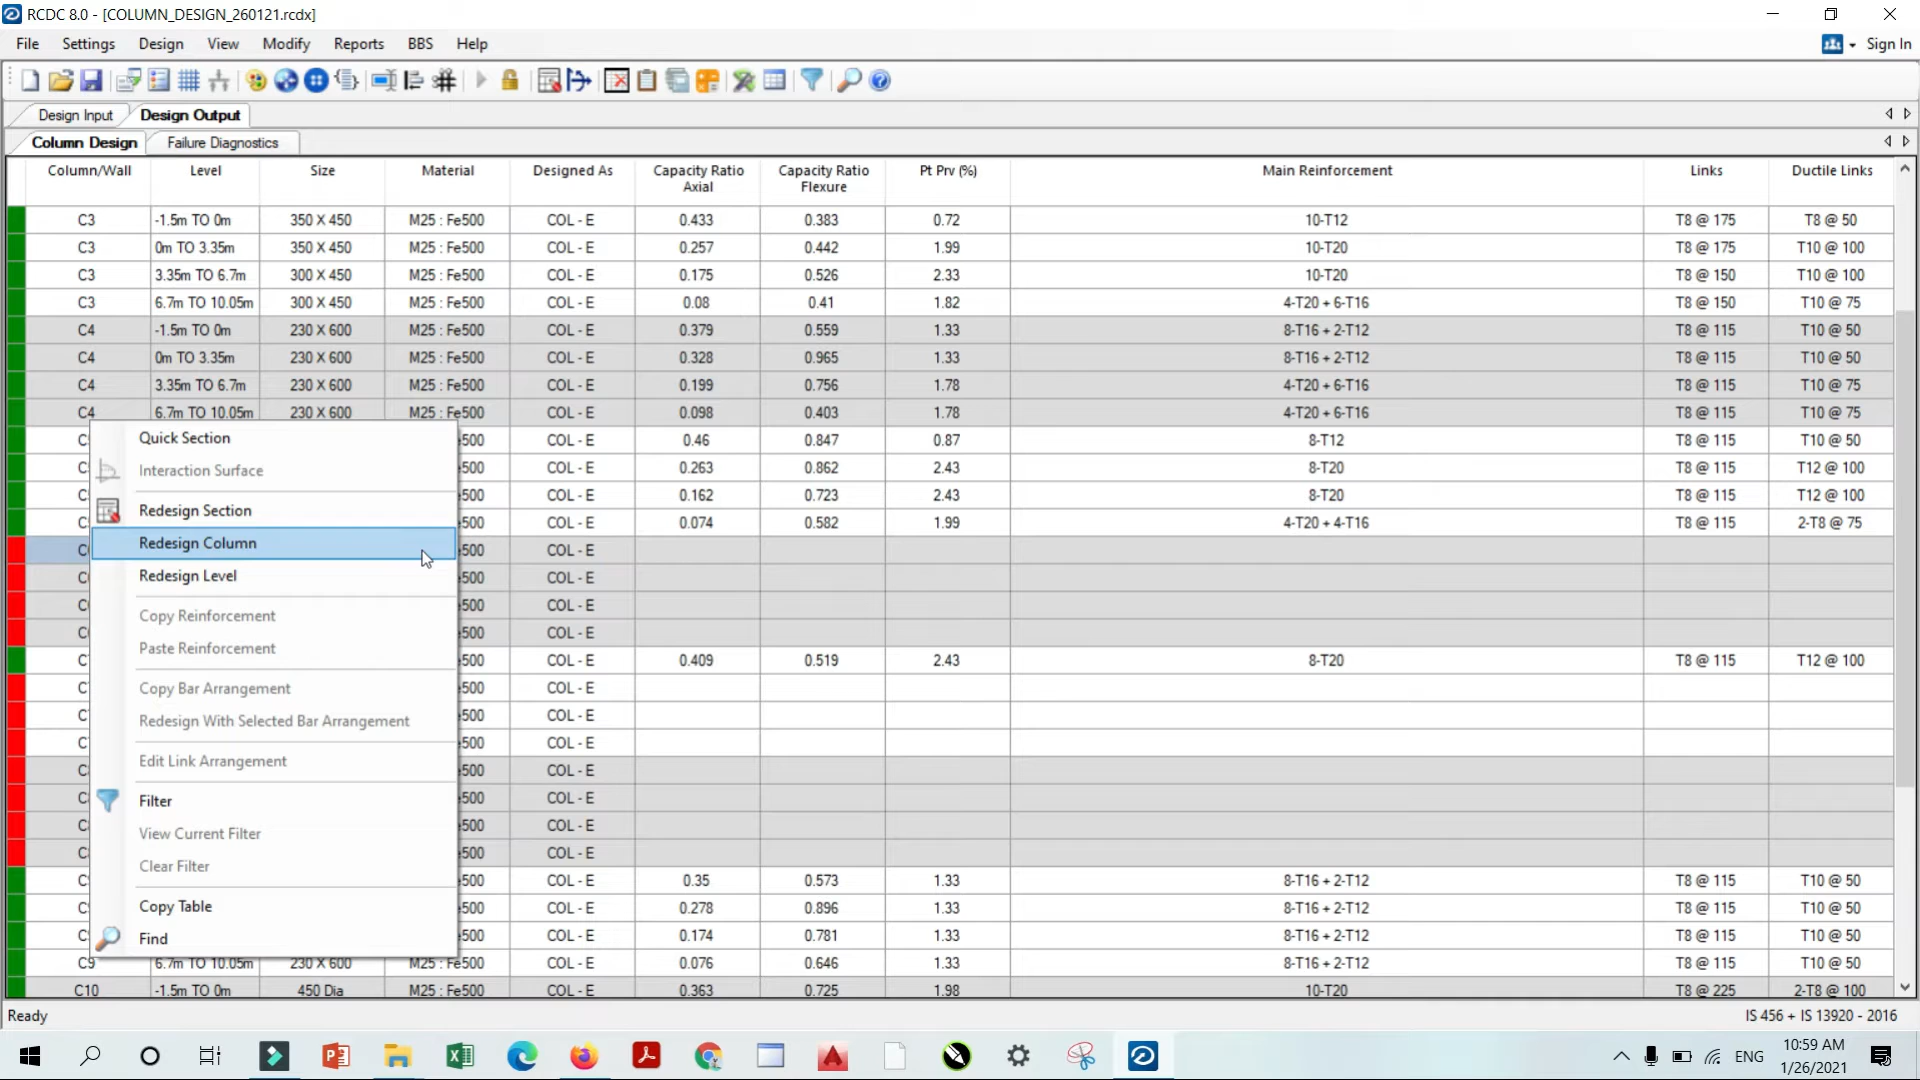 RCDC 8.0 - [COLUMN_DESIGN_260121.rcdx]
File Settings Design View Modify Reports BBS Help Sign In
Design Input Design Output
Column Design Failure Diagnostics
Column/Wall Level Size Material Designed As Capacity Ratio Axial Capacity Ratio Flexure Pt Prv (%) Main Reinforcement Links Ductile Links
C3 -1.5m TO 0m 350 X 450 M25 : Fe500 COL - E 0.433 0.383 0.72 10-T12 T8 @ 175 T8 @ 50
C3 0m TO 3.35m 350 X 450 M25 : Fe500 COL - E 0.257 0.442 1.99 10-T20 T8 @ 175 T10 @ 100
C3 3.35m TO 6.7m 300 X 450 M25 : Fe500 COL - E 0.175 0.526 2.33 10-T20 T8 @ 150 T10 @ 100
C3 6.7m TO 10.05m 300 X 450 M25 : Fe500 COL - E 0.08 0.41 1.82 4-T20 + 6-T16 T8 @ 150 T10 @ 75
C4 -1.5m TO 0m 230 X 600 M25 : Fe500 COL - E 0.379 0.559 1.33 8-T16 + 2-T12 T8 @ 115 T10 @ 50
C4 0m TO 3.35m 230 X 600 M25 : Fe500 COL - E 0.328 0.965 1.33 8-T16 + 2-T12 T8 @ 115 T10 @ 50
C4 3.35m TO 6.7m 230 X 600 M25 : Fe500 COL - E 0.199 0.756 1.78 4-T20 + 6-T16 T8 @ 115 T10 @ 75
C4 6.7m TO 10.05m 230 X 600 M25 : Fe500 COL - E 0.098 0.403 1.78 4-T20 + 6-T16 T8 @ 115 T10 @ 75
Quick Section 500 COL - E 0.46 0.847 0.87 8-T12 T8 @ 115 T10 @ 50
Interaction Surface 500 COL - E 0.263 0.862 2.43 8-T20 T8 @ 115 T12 @ 100
500 COL - E 0.162 0.723 2.43 8-T20 T8 @ 115 T12 @ 100
Redesign Section 500 COL - E 0.074 0.582 1.99 4-T20 + 4-T16 T8 @ 115 2-T8 @ 75
Redesign Column 500 COL - E
Redesign Level 500 COL - E
Copy Reinforcement 500 COL - E
Paste Reinforcement 500 COL - E
500 COL - E 0.409 0.519 2.43 8-T20 T8 @ 115 T12 @ 100
Copy Bar Arrangement 500 COL - E
Redesign With Selected Bar Arrangement 500 COL - E
500 COL - E
Edit Link Arrangement 500 COL - E
Filter 500 COL - E
View Current Filter 500 COL - E
Clear Filter 500 COL - E
500 COL - E 0.35 0.573 1.33 8-T16 + 2-T12 T8 @ 115 T10 @ 50
Copy Table 500 COL - E 0.278 0.896 1.33 8-T16 + 2-T12 T8 @ 115 T10 @ 50
Find 500 COL - E 0.174 0.781 1.33 8-T16 + 2-T12 T8 @ 115 T10 @ 50
C9 6.7m TO 10.05m 230 X 600 M25 : Fe500 COL - E 0.076 0.646 1.33 8-T16 + 2-T12 T8 @ 115 T10 @ 50
C10 -1.5m TO 0m 450 Dia M25 : Fe500 COL - E 0.363 0.725 1.98 10-T20 T8 @ 225 2-T8 @ 100
Ready IS 456 + IS 13920 - 2016
ENG 10:59 AM
1/26/2021